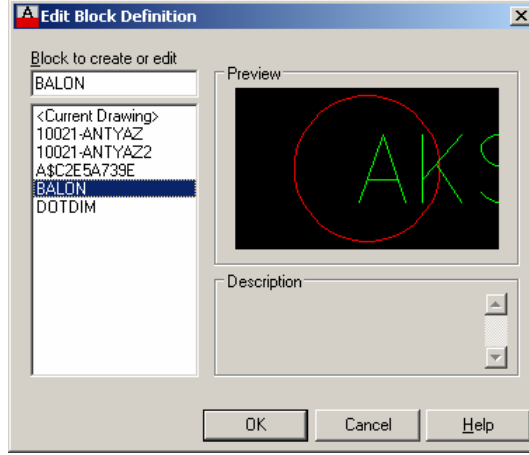 Edit Block Definition
Block to create or edit
BALON
<Current Drawing>
10021-ANTYAZ
10021-ANTYAZ2
A$C2E5A739E
BALON
DOTDIM
Preview
AKS
Description
OK
Cancel
Help